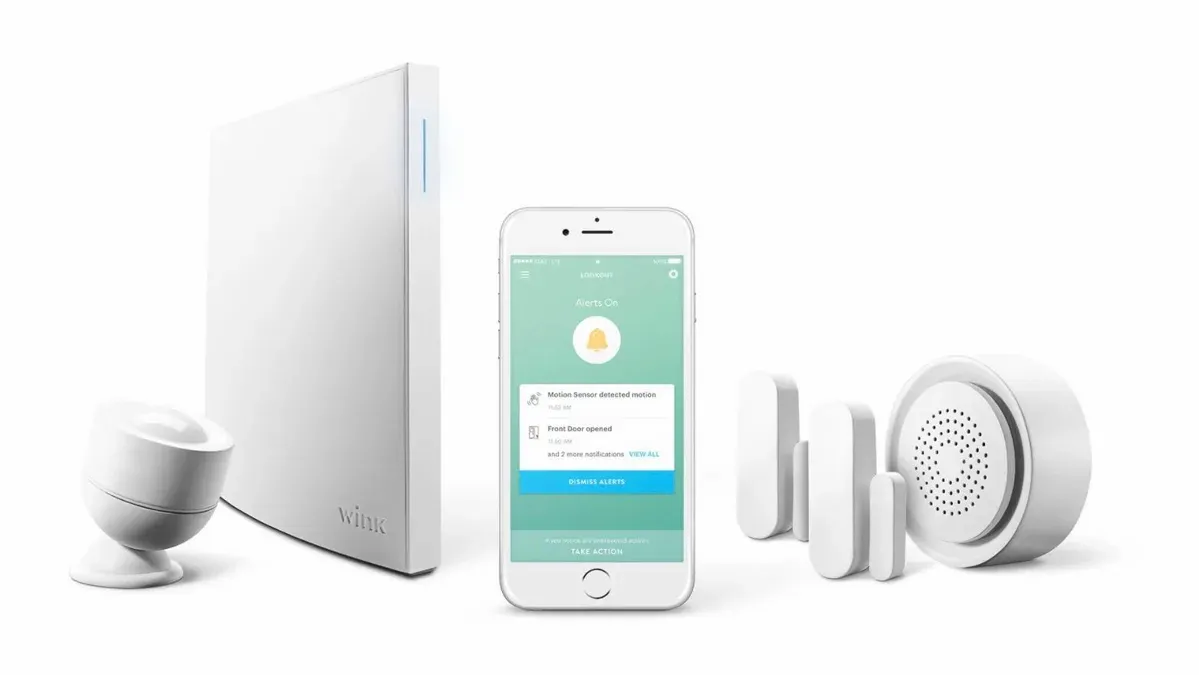 wink
LOOKOUT
Alerts On
Motion Sensor detected motion
Front Door opened
and 2 more notifications VIEW ALL
DISMISS ALERTS
TAKE ACTION